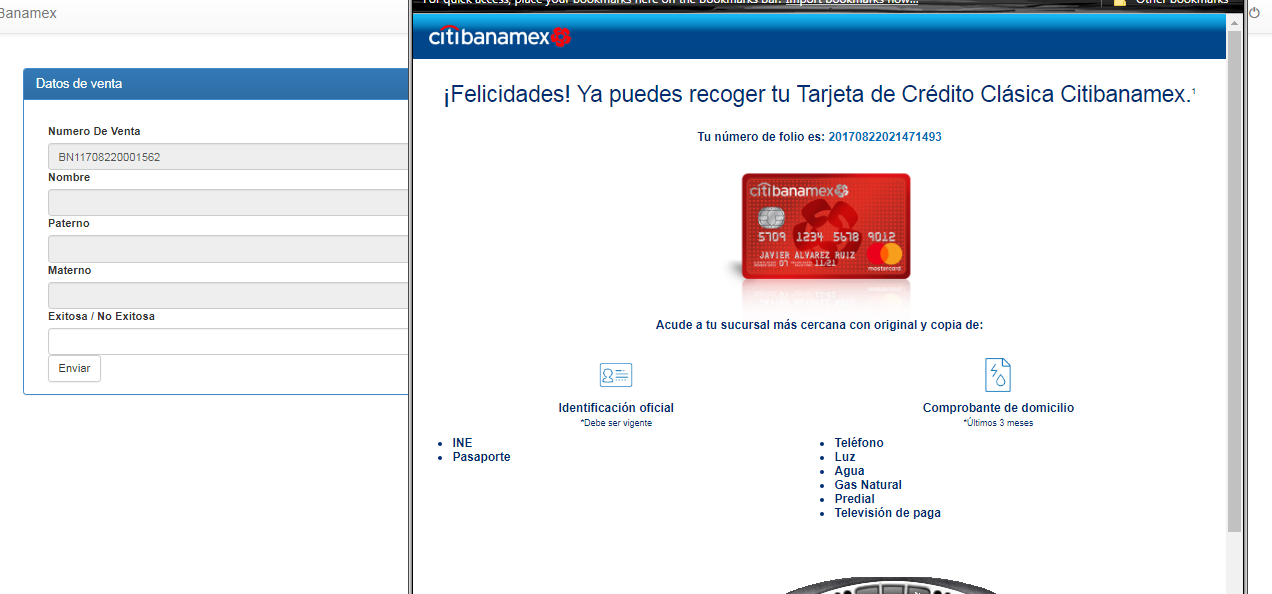 Banamex
Datos de venta
Numero De Venta
BN11708220001562
Nombre
Paterno
Materno
Exitosa / No Exitosa
Enviar
For quick access, place your bookmarks here on the bookmarks bar. Import bookmarks now...
Other bookmarks
citibanamex
¡Felicidades! Ya puedes recoger tu Tarjeta de Crédito Clásica Citibanamex.¹
Tu número de folio es: 20170822021471493
citibanamex
5709 1234 5678 9012
JAVIER ALVAREZ RUIZ
07 11/21
mastercard
Acude a tu sucursal más cercana con original y copia de:
Identificación oficial
*Debe ser vigente
• INE
• Pasaporte
Comprobante de domicilio
*Últimos 3 meses
• Teléfono
• Luz
• Agua
• Gas Natural
• Predial
• Televisión de paga